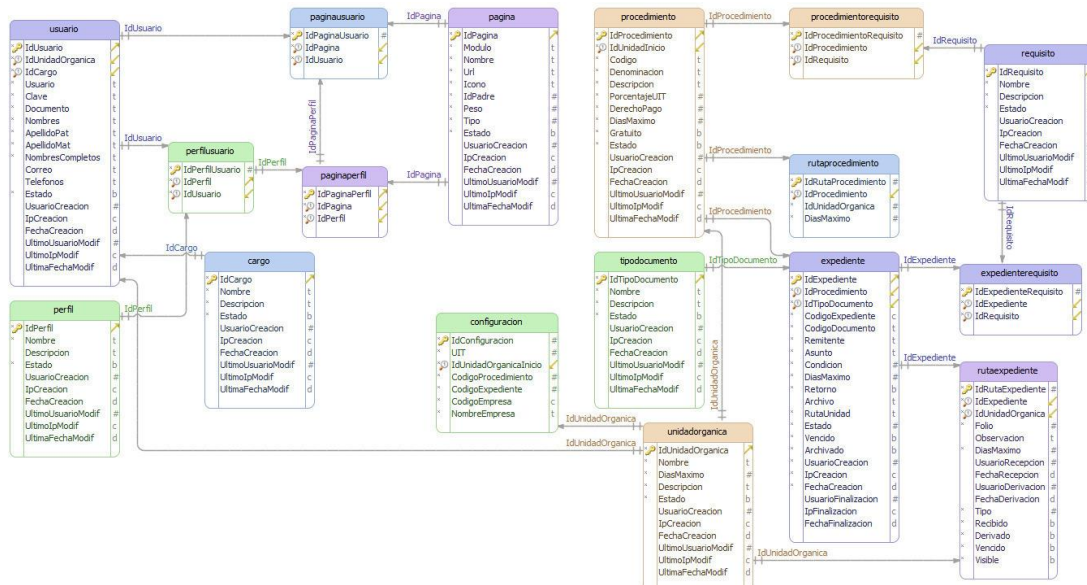 usuario
IdUsuario
IdUnidadOrganica
IdCargo
Usuario t
Clave t
Documento t
Nombres t
ApellidoPat t
ApellidoMat t
NombresCompletos t
Correo t
Telefonos t
Estado b
UsuarioCreacion #
IpCreacion c
FechaCreacion d
UltimoUsuarioModif #
UltimoIpModif c
UltimaFechaModif d
IdUsuario
IdUsuario
IdCargo
paginausuario
IdPaginaUsuario #
IdPagina
IdUsuario
IdPagina
IdPaginaPerfil
pagina
IdPagina
Modulo t
Nombre t
Url t
Icono t
IdPadre #
Peso #
Tipo #
Estado b
UsuarioCreacion #
IpCreacion c
FechaCreacion d
UltimoUsuarioModif #
UltimoIpModif c
UltimaFechaModif d
perfilusuario
IdPerfilUsuario #
IdPerfil
IdUsuario
IdPerfil
paginaperfil
IdPaginaPerfil
IdPagina
IdPerfil
IdPagina
procedimiento
IdProcedimiento
IdUnidadInicio
Codigo t
Denominacion t
Descripcion t
PorcentajeUIT #
DerechoPago #
DiasMaximo #
Gratuito b
Estado b
UsuarioCreacion #
IpCreacion c
FechaCreacion d
UltimoUsuarioModif #
UltimoIpModif c
UltimaFechaModif d
IdProcedimiento
procedimientorequisito
IdProcedimientoRequisito #
IdProcedimiento
IdRequisito
IdRequisito
requisito
IdRequisito
Nombre
Descripcion
Estado
UsuarioCreacion
IpCreacion
FechaCreacion
UltimoUsuarioModif
UltimoIpModif
UltimaFechaModif
IdRequisito
IdProcedimiento
rutaprocedimiento
IdRutaProcedimiento #
IdProcedimiento
IdUnidadOrganica #
DiasMaximo #
IdProcedimiento
cargo
IdCargo
Nombre t
Descripcion t
Estado b
UsuarioCreacion #
IpCreacion c
FechaCreacion d
UltimoUsuarioModif #
UltimoIpModif c
UltimaFechaModif d
perfil
IdPerfil
Nombre t
Descripcion t
Estado b
UsuarioCreacion #
IpCreacion c
FechaCreacion d
UltimoUsuarioModif #
UltimoIpModif c
UltimaFechaModif d
IdPerfil
configuracion
IdConfiguracion #
UIT #
IdUnidadOrganicaInicio
CodigoProcedimiento #
CodigoExpediente #
CodigoEmpresa c
NombreEmpresa t
tipodocumento
IdTipoDocumento
Nombre t
Descripcion t
Estado b
UsuarioCreacion #
IpCreacion c
FechaCreacion d
UltimoUsuarioModif #
UltimoIpModif c
UltimaFechaModif d
IdTipoDocumento
expediente
IdExpediente
IdProcedimiento
IdTipoDocumento
CodigoExpediente c
CodigoDocumento t
Remitente t
Asunto t
Condicion #
DiasMaximo #
Retorno b
Archivo t
RutaUnidad t
Estado #
Vencido b
Archivado b
UsuarioCreacion #
IpCreacion c
FechaCreacion d
UsuarioFinalizacion #
IpFinalizacion c
FechaFinalizacion d
IdExpediente
expedienterequisito
IdExpedienteRequisito #
IdExpediente
IdRequisito
IdExpediente
rutaexpediente
IdRutaExpediente #
IdExpediente
IdUnidadOrganica
Folio #
Observacion t
DiasMaximo #
UsuarioRecepcion #
FechaRecepcion d
UsuarioDerivacion #
FechaDerivacion d
Tipo #
Recibido b
Derivado b
Vencido b
Visible b
IdUnidadOrganica
IdUnidadOrganica
IdUnidadOrganica
unidadorganica
IdUnidadOrganica
Nombre t
DiasMaximo #
Descripcion t
Estado b
UsuarioCreacion #
IpCreacion c
FechaCreacion d
UltimoUsuarioModif #
UltimoIpModif c
UltimaFechaModif d
IdUnidadOrganica